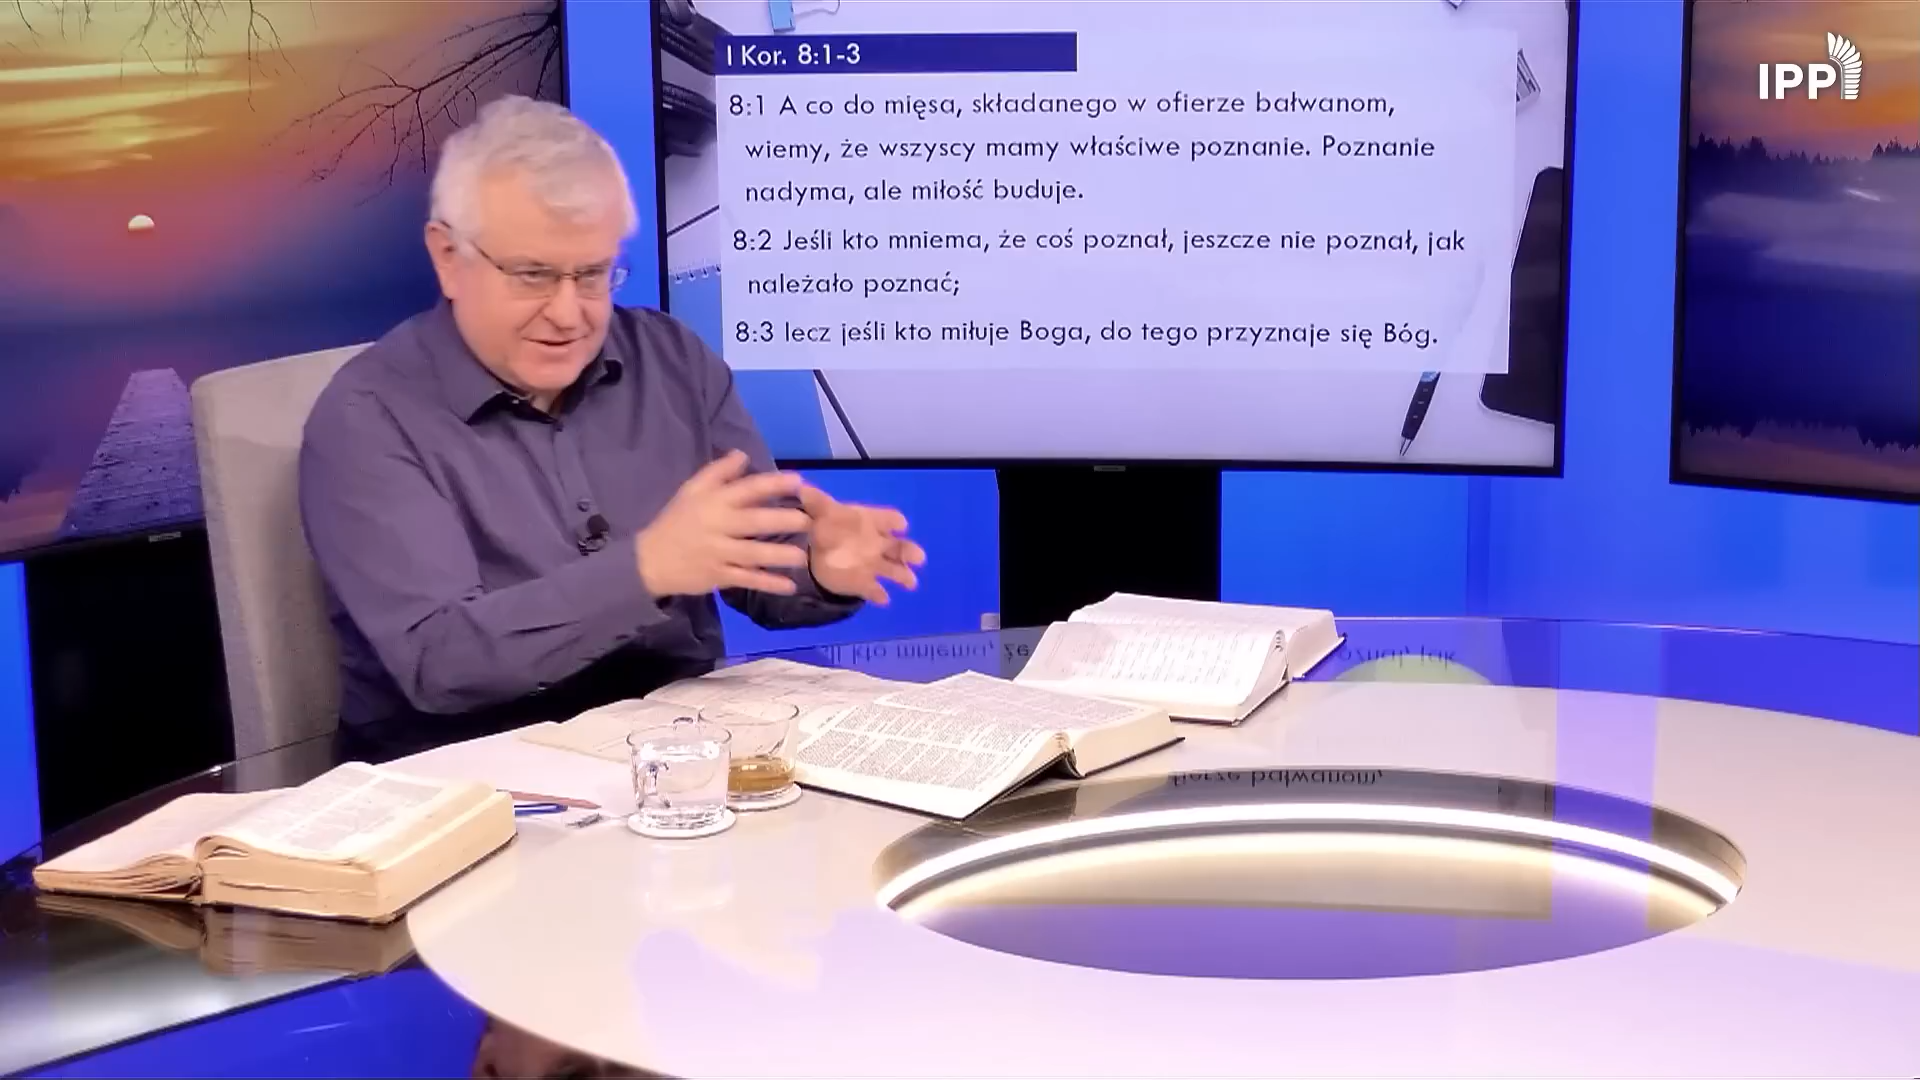 I Kor. 8:1-3
8:1 A co do mięsa, składanego w ofierze bałwanom,
wiemy, że wszyscy mamy właściwe poznanie. Poznanie
nadyma, ale miłość buduje.
8:2 Jeśli kto mniema, że coś poznał, jeszcze nie poznał, jak
należało poznać;
8:3 lecz jeśli kto miłuje Boga, do tego przyznaje się Bóg.
IPP